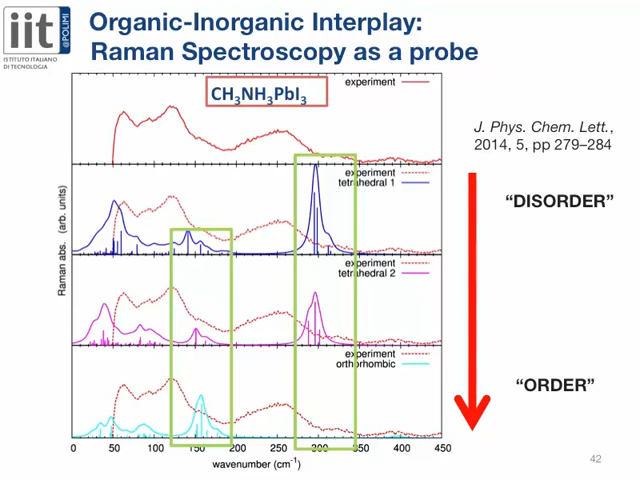 iit
@POLIMI
ISTITUTO ITALIANO
DI TECNOLOGIA
Organic-Inorganic Interplay:
Raman Spectroscopy as a probe
CH₃NH₃PbI₃
experiment
J. Phys. Chem. Lett.,
2014, 5, pp 279–284
experiment
tetrahedral 1
“DISORDER”
Raman abs. (arb. units)
experiment
tetrahedral 2
experiment
orthorhombic
“ORDER”
0 50 100 150 200 250 300 350 400 450
wavenumber (cm⁻¹)
42